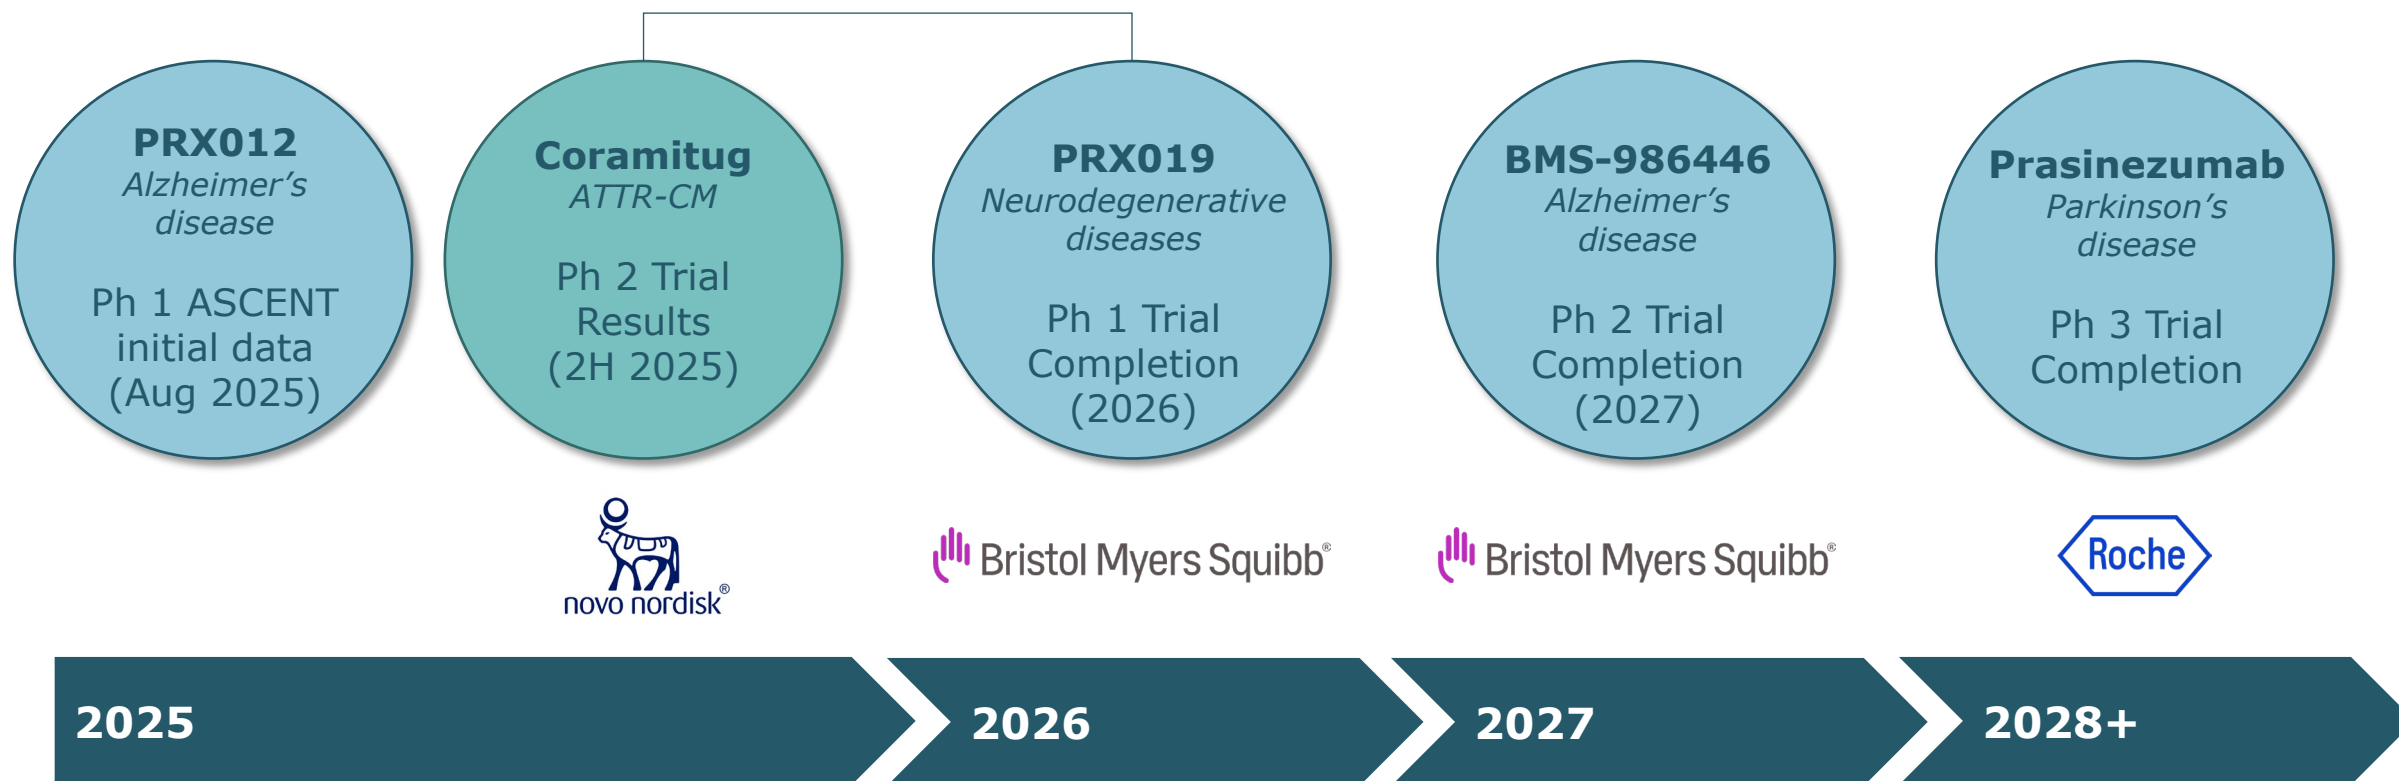 PRX012
Alzheimer’s
disease
Ph 1 ASCENT
initial data
(Aug 2025)
Coramitug
ATTR-CM
Ph 2 Trial
Results
(2H 2025)
PRX019
Neurodegenerative
diseases
Ph 1 Trial
Completion
(2026)
BMS-986446
Alzheimer’s
disease
Ph 2 Trial
Completion
(2027)
Prasinezumab
Parkinson’s
disease
Ph 3 Trial
Completion
novo nordisk®
Bristol Myers Squibb®
Bristol Myers Squibb®
Roche
2025
2026
2027
2028+